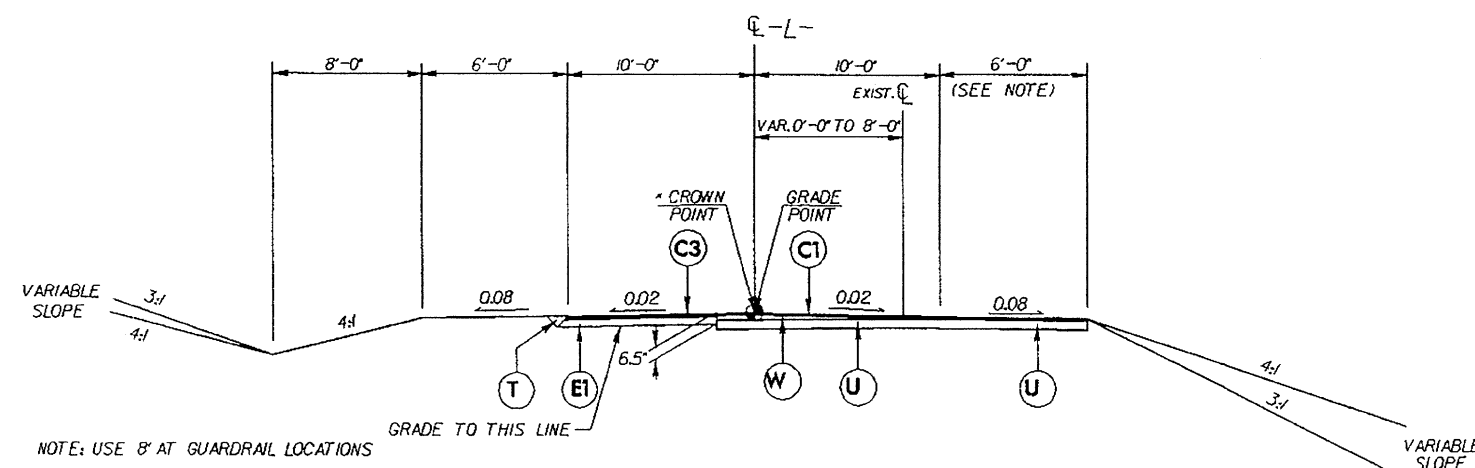 ℄ -L-
8'-0" 6'-0" 10'-0" 10'-0" 6'-0"
EXIST. ℄ (SEE NOTE)
VAR. 0'-0" TO 8'-0"
* CROWN POINT
GRADE POINT
C3 C1
VARIABLE SLOPE
3:1
4:1
4:1
0.08 0.02 0.02 0.08
6.5"
T E1 W U U
4:1
3:1
GRADE TO THIS LINE
NOTE: USE 8' AT GUARDRAIL LOCATIONS
VARIABLE SLOPE